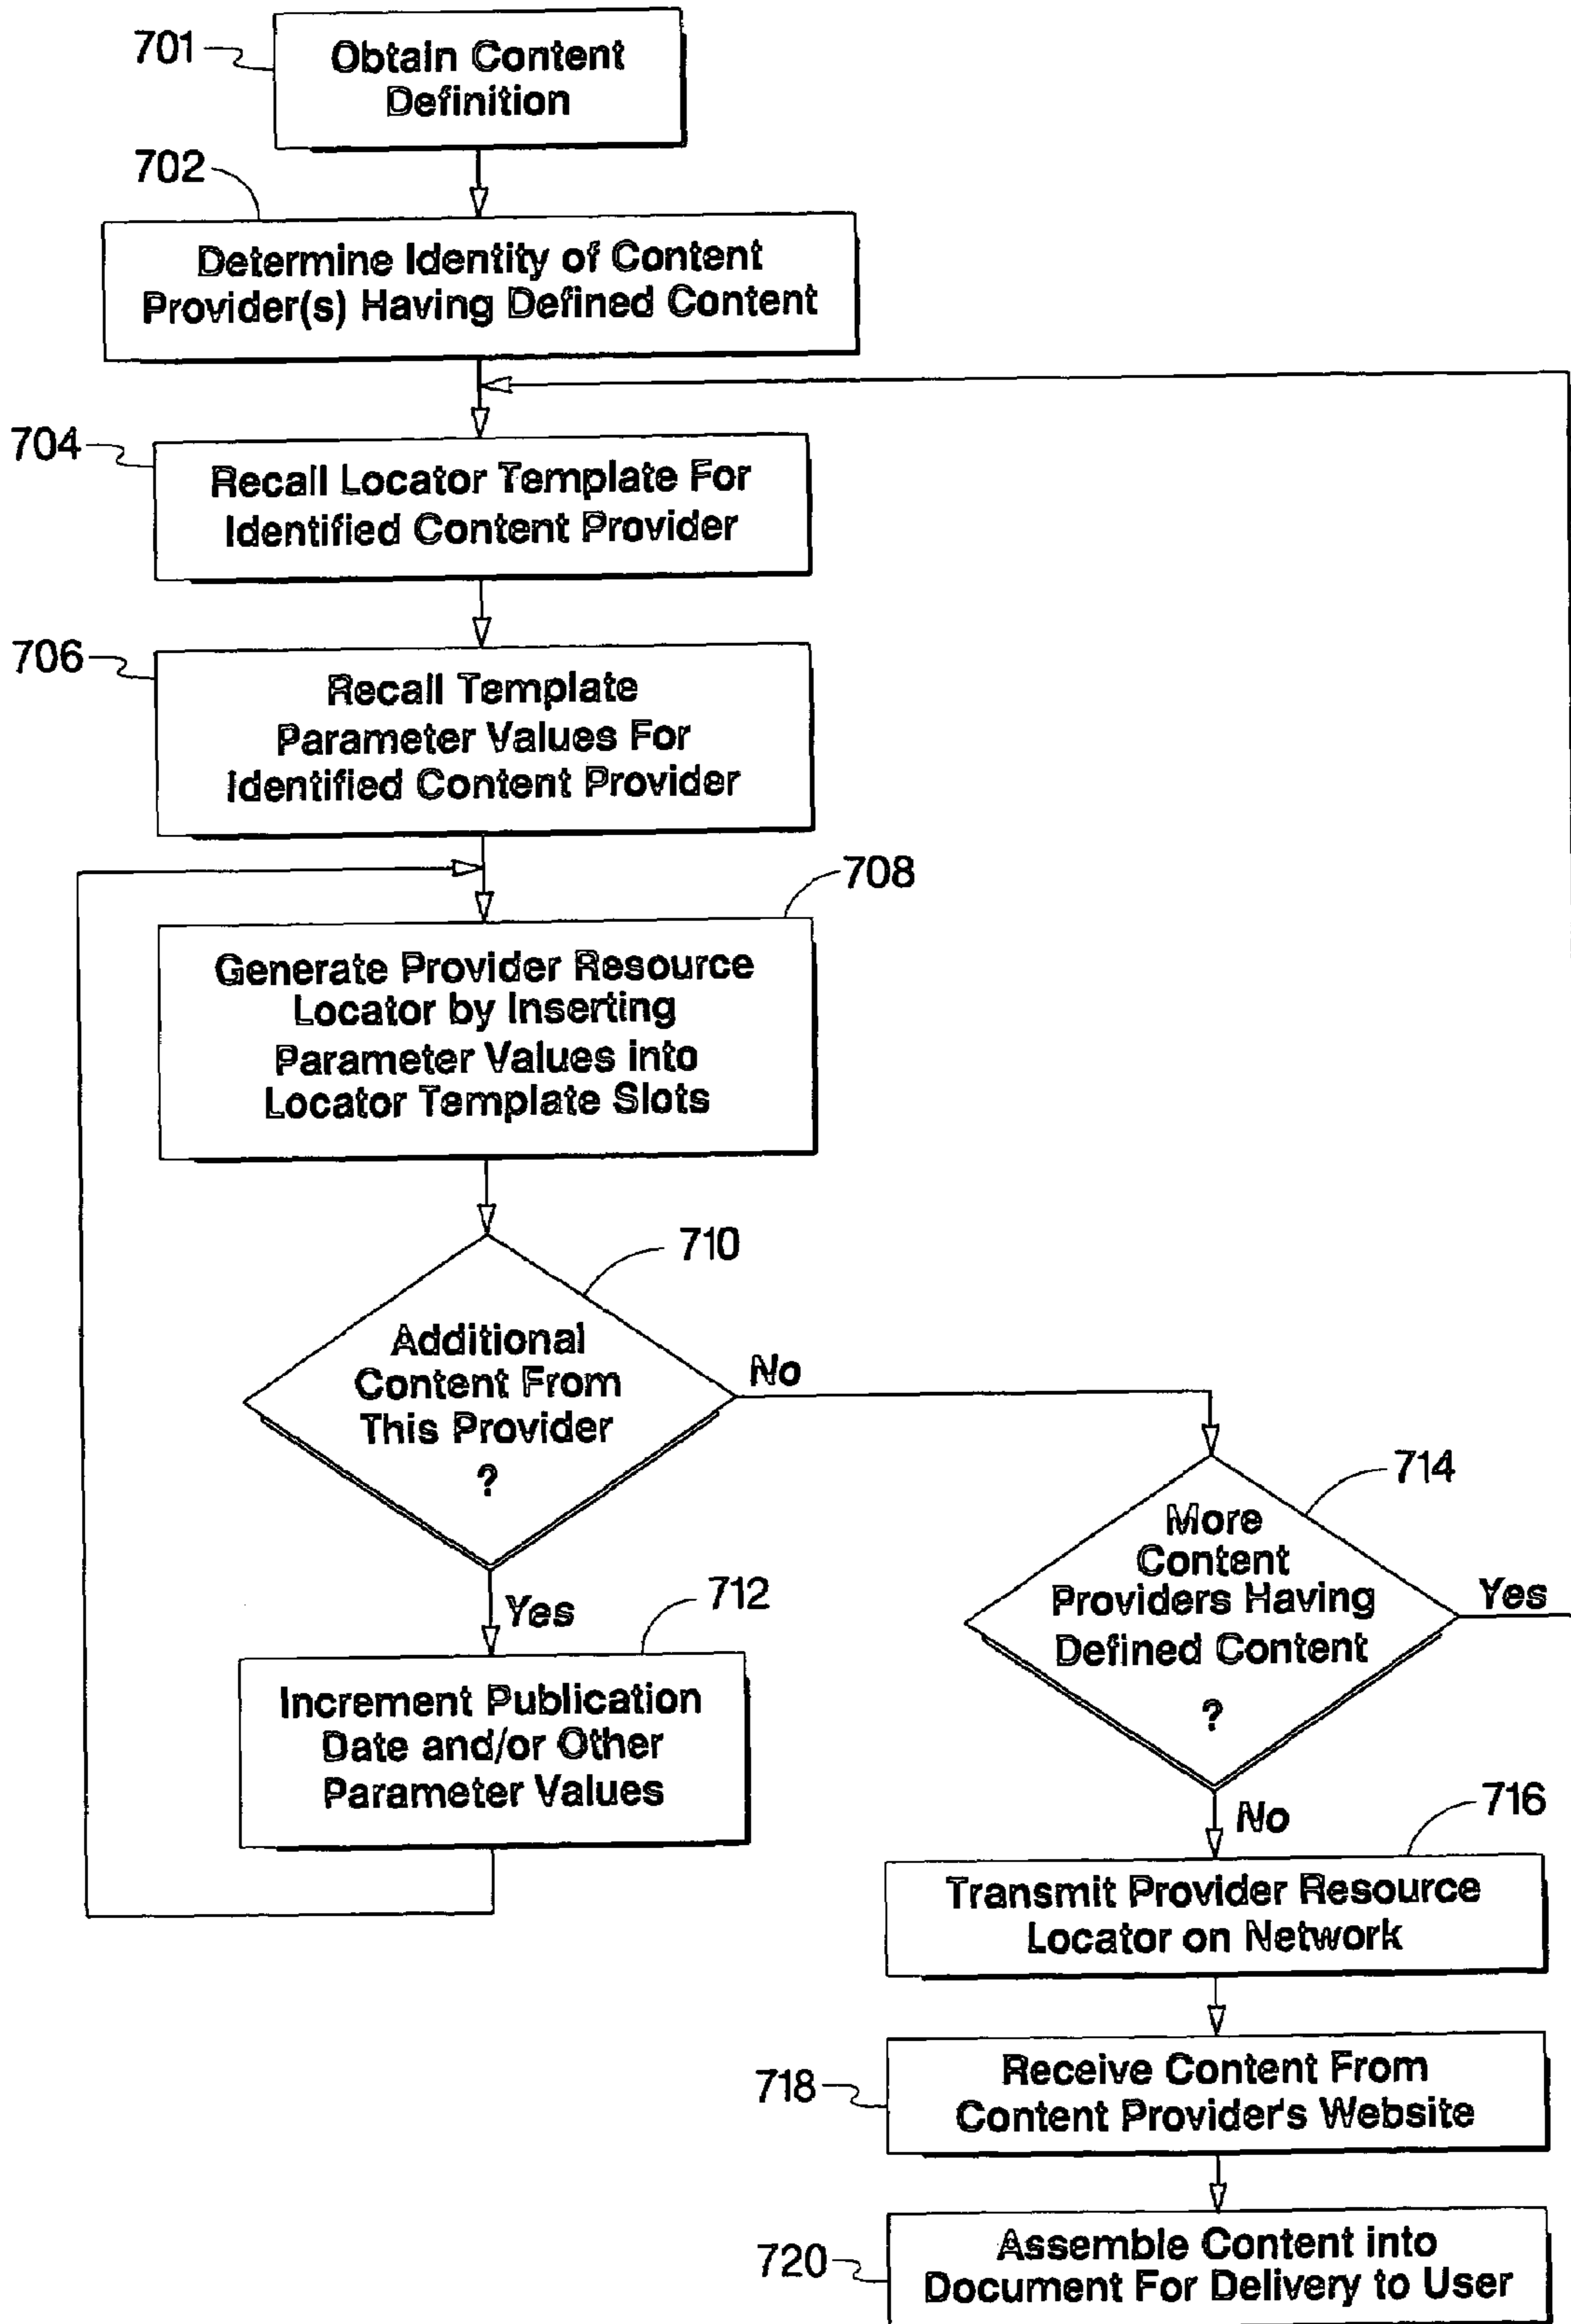 701
Obtain Content
Definition
702
Determine Identity of Content
Provider(s) Having Defined Content
704
Recall Locator Template For
Identified Content Provider
706
Recall Template
Parameter Values For
Identified Content Provider
708
Generate Provider Resource
Locator by Inserting
Parameter Values into
Locator Template Slots
710
Additional
Content From
This Provider
?
No
Yes
712
Increment Publication
Date and/or Other
Parameter Values
714
More
Content
Providers Having
Defined Content
?
Yes
No
716
Transmit Provider Resource
Locator on Network
718
Receive Content From
Content Provider's Website
720
Assemble Content into
Document For Delivery to User